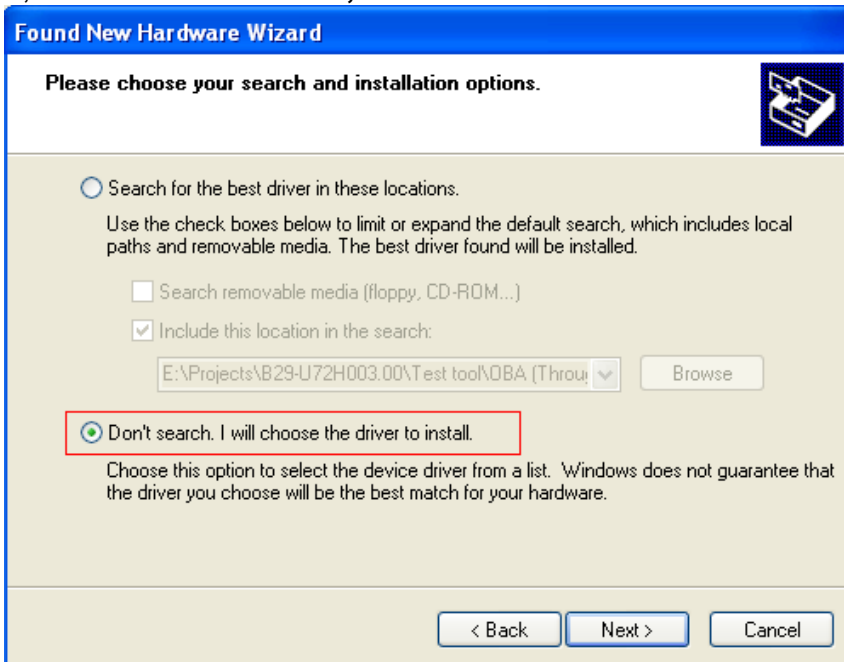 Found New Hardware Wizard
Please choose your search and installation options.
Search for the best driver in these locations.
Use the check boxes below to limit or expand the default search, which includes local
paths and removable media. The best driver found will be installed.
Search removable media (floppy, CD-ROM...)
Include this location in the search:
E:\Projects\B29-U72H003.00\Test tool\OBA (Throu
Browse
Don't search. I will choose the driver to install.
Choose this option to select the device driver from a list. Windows does not guarantee that
the driver you choose will be the best match for your hardware.
< Back Next > Cancel